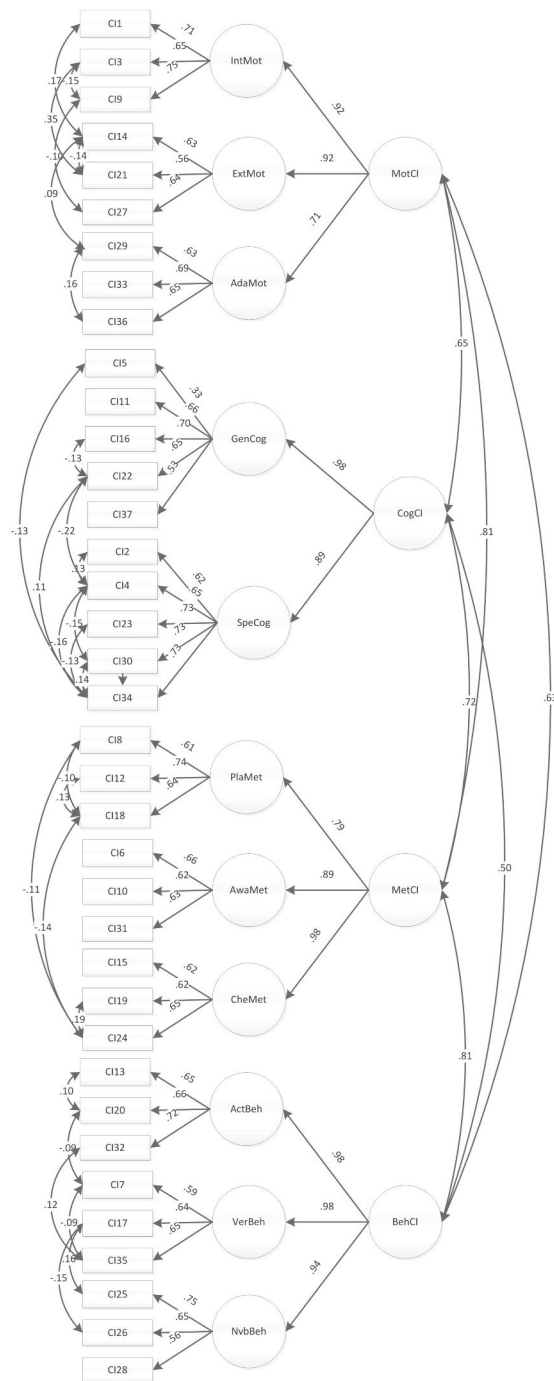 CI1
.71
.65
.75
IntMot
CI3
CI9
.17
-.15
.35
.92
CI14
.63
.56
.64
ExtMot
.92
MotCI
CI21
-.10
-.14
CI27
.09
.71
CI29
.63
.69
.65
AdaMot
CI33
.16
CI36
.65
CI5
.33
.66
.70
.65
.53
CI11
CI16
GenCog
-.13
CI22
.98
CI37
CogCI
-.22
-.13
.81
CI2
.13
.62
.65
.73
.73
.73
.89
.11
CI4
SpeCog
-.15
CI23
-.16
-.13
CI30
.14
CI34
.63
.72
CI8
.61
.74
.64
-.10
CI12
PlaMet
.13
CI18
.79
CI6
.66
.62
.63
.50
CI10
AwaMet
.89
MetCI
-.11
CI31
-.14
.98
CI15
.62
.62
.65
CI19
CheMet
.19
CI24
.81
CI13
.65
.66
.72
.10
CI20
ActBeh
CI32
-.09
.98
CI7
.59
.64
.65
.12
CI17
VerBeh
.98
BehCI
-.09
CI35
.16
-.15
CI25
.94
.75
.65
.56
CI26
NvbBeh
CI28